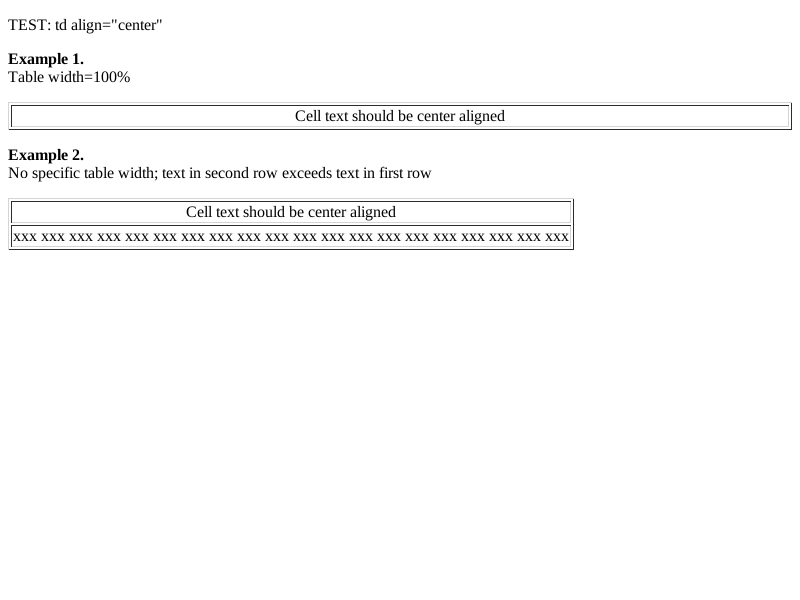 TEST: td align="center"
Example 1.
Table width=100%
Cell text should be center aligned
Example 2.
No specific table width; text in second row exceeds text in first row
Cell text should be center aligned
xxx xxx xxx xxx xxx xxx xxx xxx xxx xxx xxx xxx xxx xxx xxx xxx xxx xxx xxx xxx